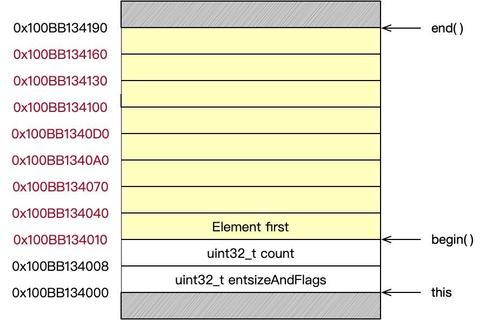 0x100BB134190 end()
0x100BB134160
0x100BB134130
0x100BB134100
0x100BB1340D0
0x100BB1340A0
0x100BB134070
0x100BB134040
Element first
0x100BB134010 begin()
uint32_t count
0x100BB134008
uint32_t entsizeAndFlags
0x100BB134000 this